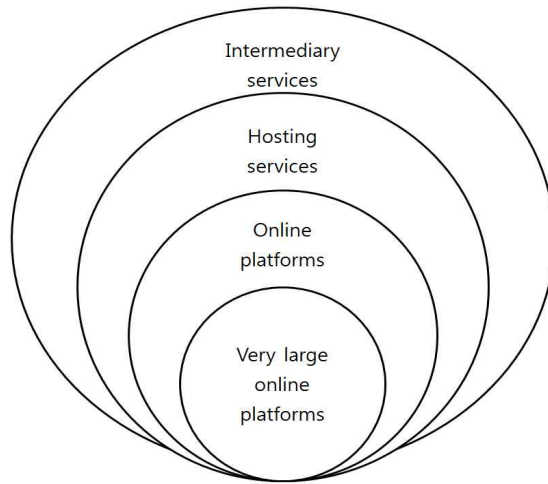 Intermediary
services
Hosting
services
Online
platforms
Very large
online
platforms